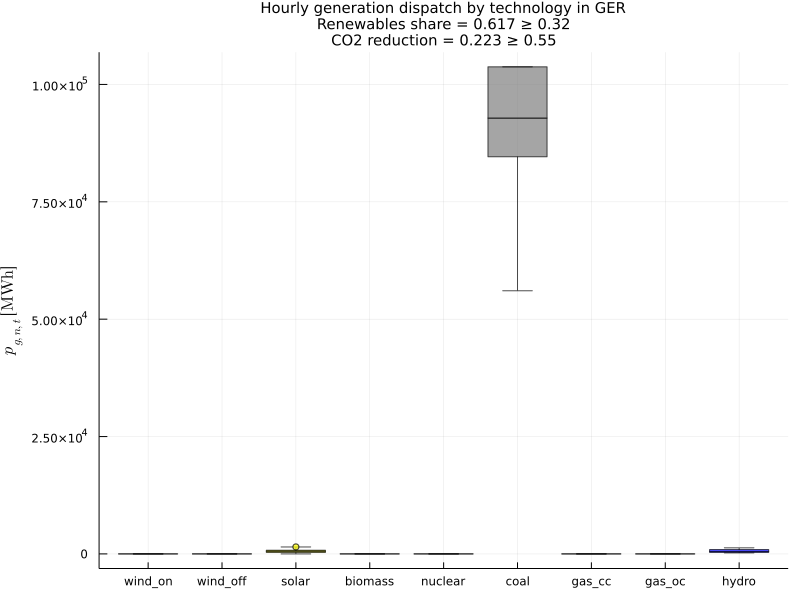 Hourly generation dispatch by technology in GER
Renewables share = 0.617 ≥ 0.32
CO2 reduction = 0.223 ≥ 0.55
1.00×10⁵
7.50×10⁴
5.00×10⁴
2.50×10⁴
0
p_{g,n,t} [MWh]
wind_on wind_off solar biomass nuclear coal gas_cc gas_oc hydro